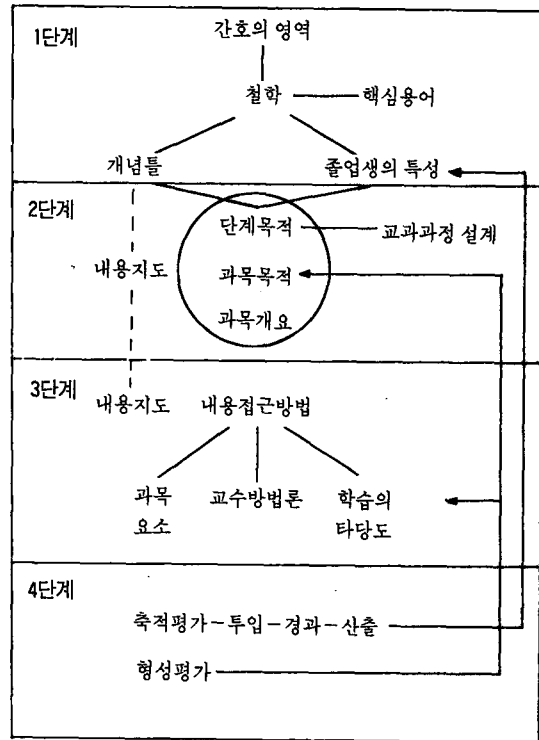 1단계
간호의 영역
철학
핵심용어
개념틀
졸업생의 특성
2단계
단계목적
교과과정 설계
내용지도
과목목적
과목개요
3단계
내용지도
내용접근방법
과목
요소
교수방법론
학습의
타당도
4단계
축적평가-투입-경과-산출
형성평가